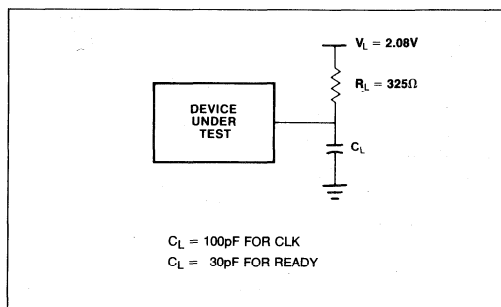 V_L = 2.08V
R_L = 325Ω
DEVICE
UNDER
TEST
C_L
C_L = 100pF FOR CLK
C_L = 30pF FOR READY